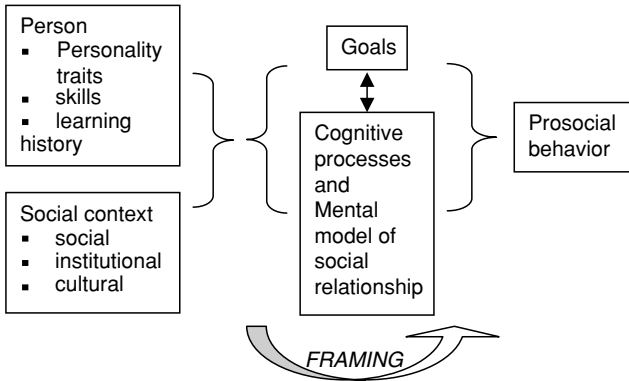 Person
▪ Personality
traits
▪ skills
▪ learning
history
Social context
▪ social
▪ institutional
▪ cultural
Goals
Cognitive
processes
and
Mental
model of
social
relationship
Prosocial
behavior
FRAMING